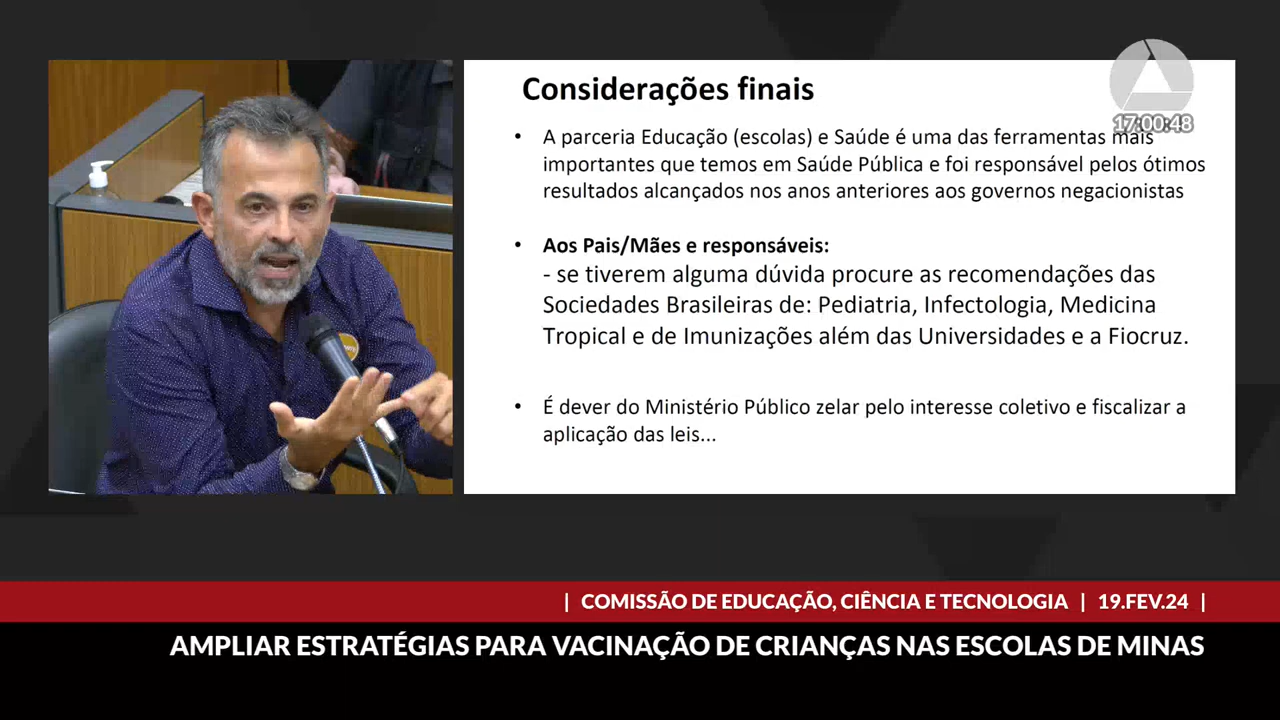 Considerações finais
17:00:48
• A parceria Educação (escolas) e Saúde é uma das ferramentas mais
importantes que temos em Saúde Pública e foi responsável pelos ótimos
resultados alcançados nos anos anteriores aos governos negacionistas
• Aos Pais/Mães e responsáveis:
- se tiverem alguma dúvida procure as recomendações das
Sociedades Brasileiras de: Pediatria, Infectologia, Medicina
Tropical e de Imunizações além das Universidades e a Fiocruz.
• É dever do Ministério Público zelar pelo interesse coletivo e fiscalizar a
aplicação das leis...
| COMISSÃO DE EDUCAÇÃO, CIÊNCIA E TECNOLOGIA | 19.FEV.24 |
AMPLIAR ESTRATÉGIAS PARA VACINAÇÃO DE CRIANÇAS NAS ESCOLAS DE MINAS